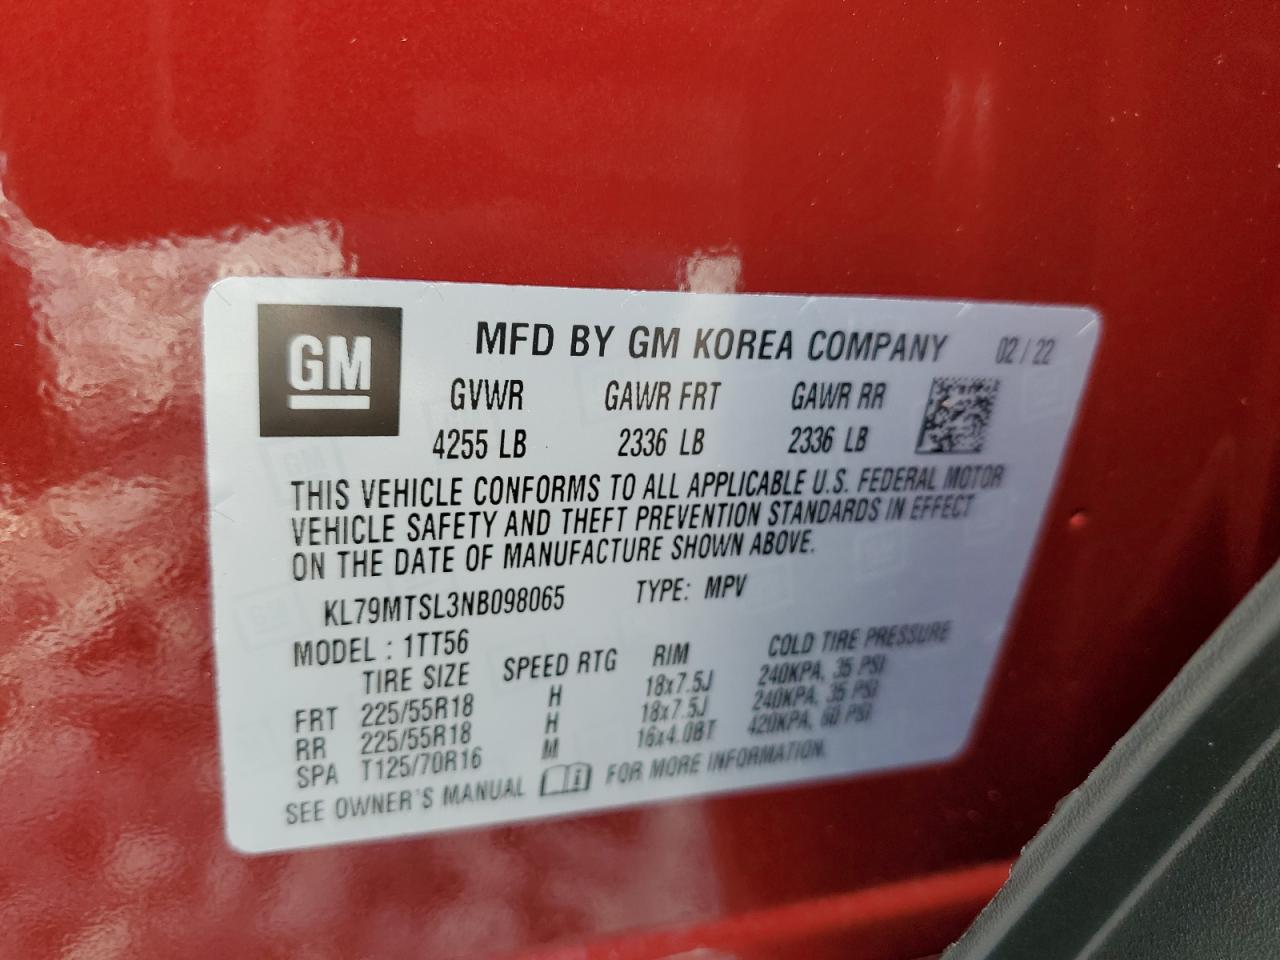 GM
MFD BY GM KOREA COMPANY 02 / 22
GVWR GAWR FRT GAWR RR
4255 LB 2336 LB 2336 LB
THIS VEHICLE CONFORMS TO ALL APPLICABLE U.S. FEDERAL MOTOR
VEHICLE SAFETY AND THEFT PREVENTION STANDARDS IN EFFECT
ON THE DATE OF MANUFACTURE SHOWN ABOVE.
KL79MTSL3NB098065 TYPE: MPV
MODEL : 1TT56
TIRE SIZE SPEED RTG RIM COLD TIRE PRESSURE
FRT 225/55R18 H 18x7.5J 240KPA, 35 PSI
RR 225/55R18 H 18x7.5J 240KPA, 35 PSI
SPA T125/70R16 M 16x4.0BT 420KPA, 60 PSI
SEE OWNER'S MANUAL FOR MORE INFORMATION.